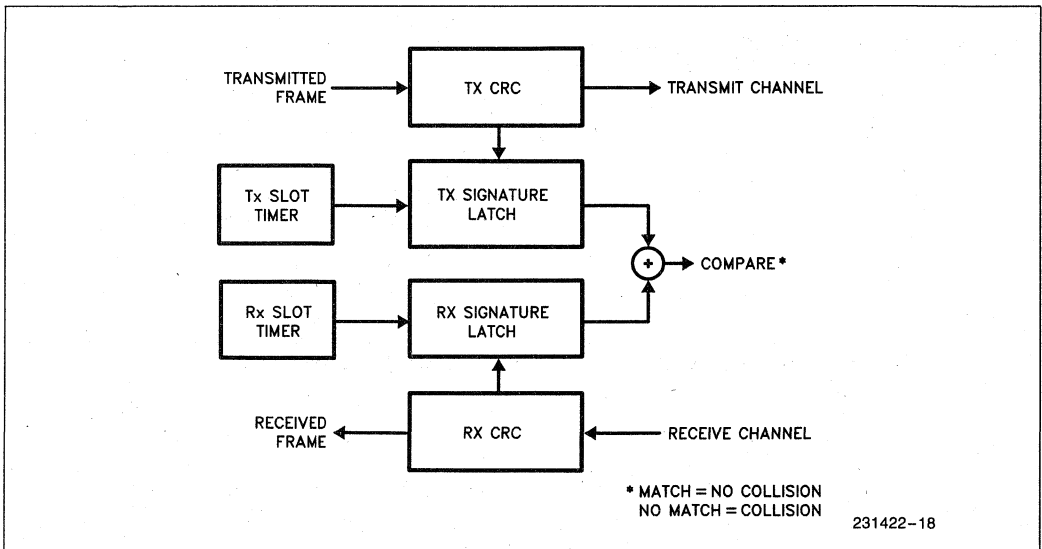 TRANSMITTED
FRAME
TX CRC
TRANSMIT CHANNEL
Tx SLOT
TIMER
TX SIGNATURE
LATCH
+
COMPARE*
Rx SLOT
TIMER
RX SIGNATURE
LATCH
RECEIVED
FRAME
RX CRC
RECEIVE CHANNEL
* MATCH = NO COLLISION
NO MATCH = COLLISION
231422-18